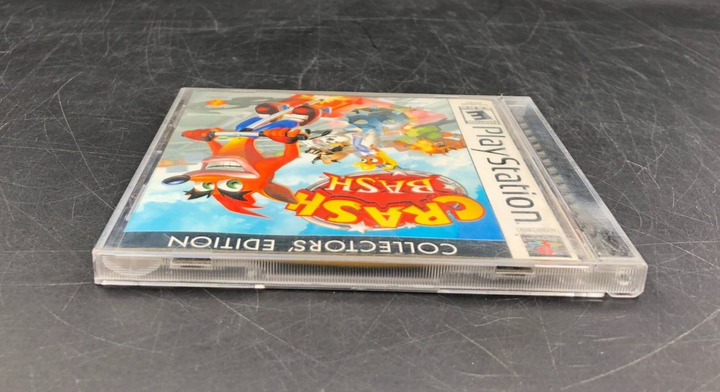 PlayStation
CRASH
BASH
COLLECTORS' EDITION